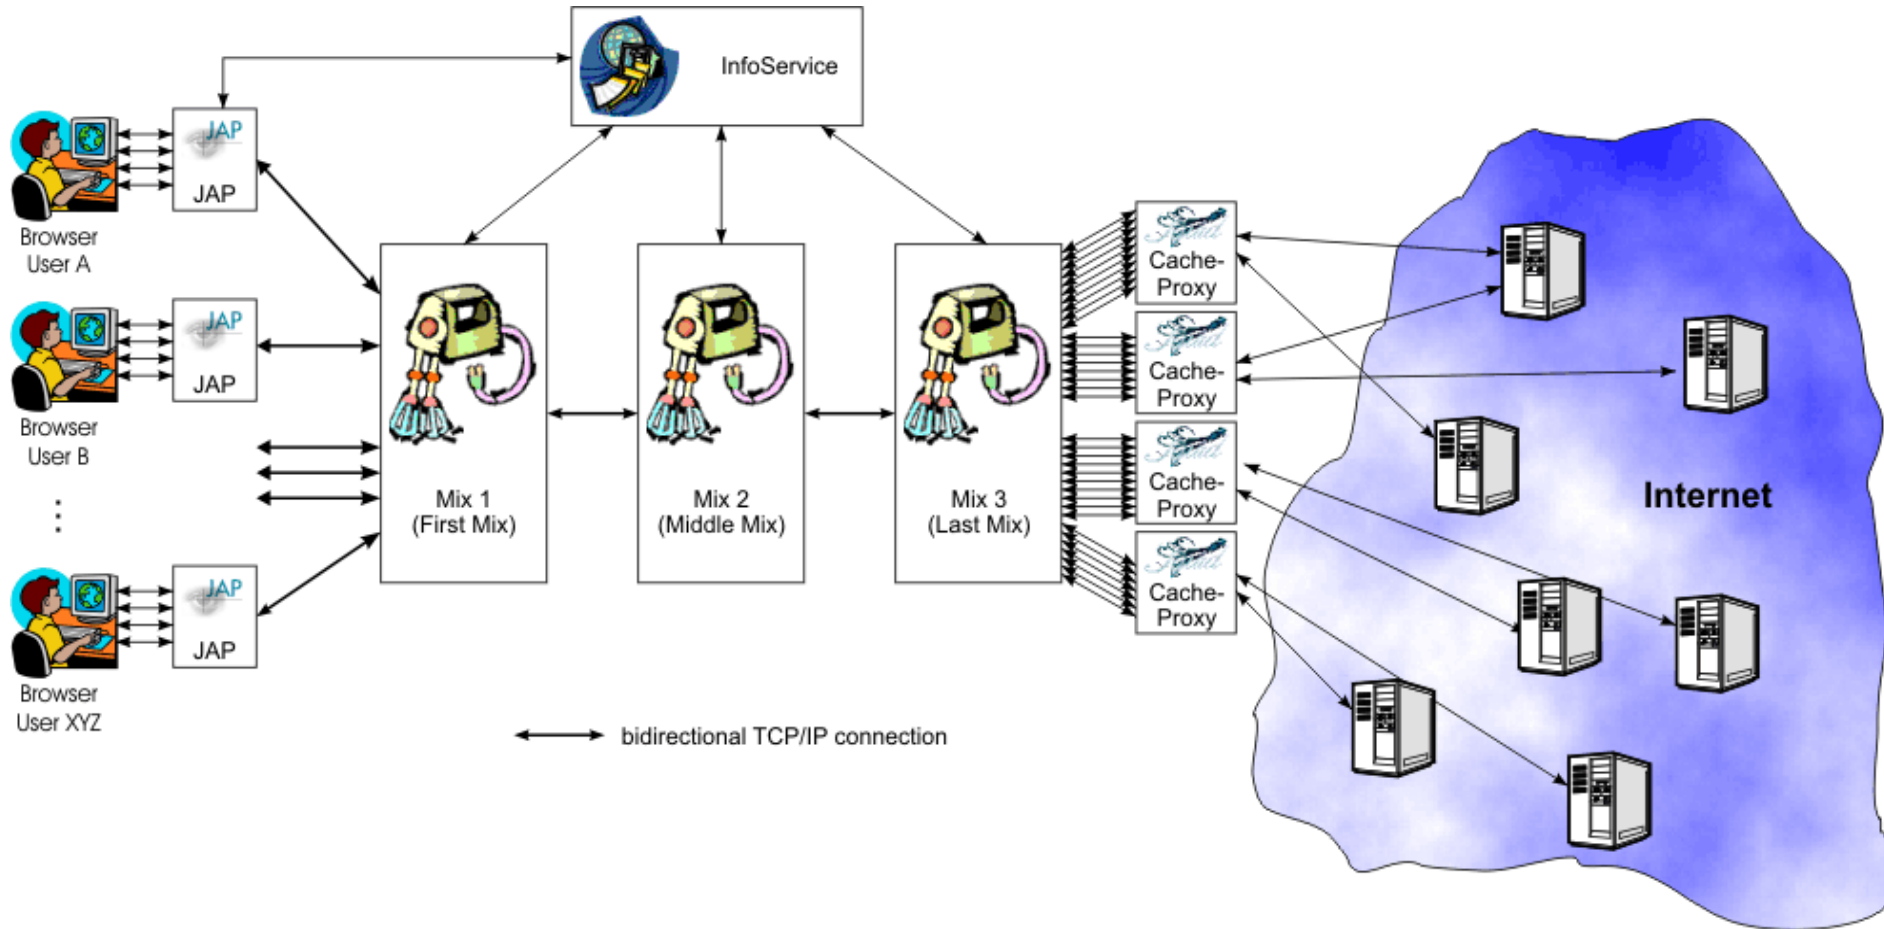 InfoService
JAP
JAP
Browser
User A
JAP
JAP
Browser
User B
JAP
JAP
Browser
User XYZ
Mix 1
(First Mix)
Mix 2
(Middle Mix)
Mix 3
(Last Mix)
Cache-
Proxy
Cache-
Proxy
Cache-
Proxy
Cache-
Proxy
Internet
bidirectional TCP/IP connection